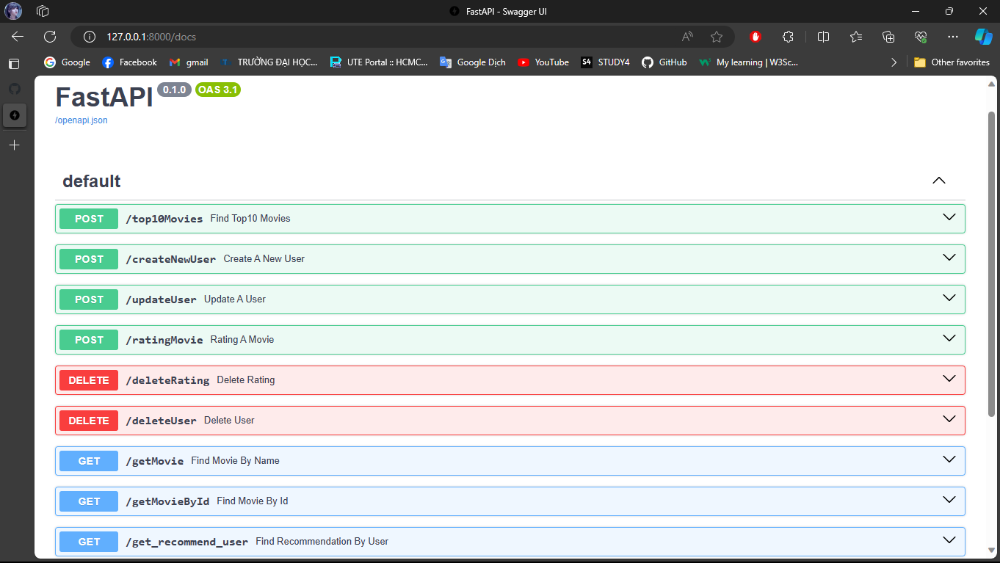 FastAPI - Swagger UI
127.0.0.1:8000/docs
Google Facebook gmail TRƯỜNG ĐẠI HỌC... UTE Portal :: HCMC... Google Dịch YouTube S4 STUDY4 GitHub My learning | W3Sc... Other favorites
FastAPI 0.1.0 OAS 3.1
/openapi.json
default
POST /top10Movies Find Top10 Movies
POST /createNewUser Create A New User
POST /updateUser Update A User
POST /ratingMovie Rating A Movie
DELETE /deleteRating Delete Rating
DELETE /deleteUser Delete User
GET /getMovie Find Movie By Name
GET /getMovieById Find Movie By Id
GET /get_recommend_user Find Recommendation By User